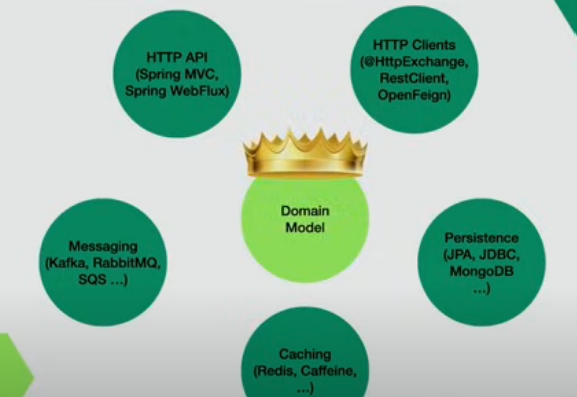 HTTP API
(Spring MVC,
Spring WebFlux)
HTTP Clients
(@HttpExchange,
RestClient,
OpenFeign)
Domain
Model
Messaging
(Kafka, RabbitMQ,
SQS ...)
Persistence
(JPA, JDBC,
MongoDB
...)
Caching
(Redis, Caffeine,
...)